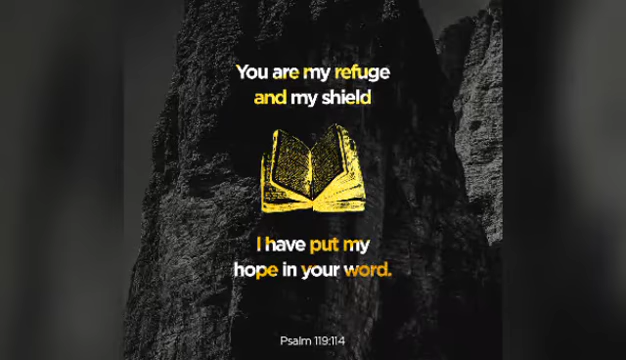 You are my refuge
and my shield
I have put my
hope in your word.
Psalm 119:114